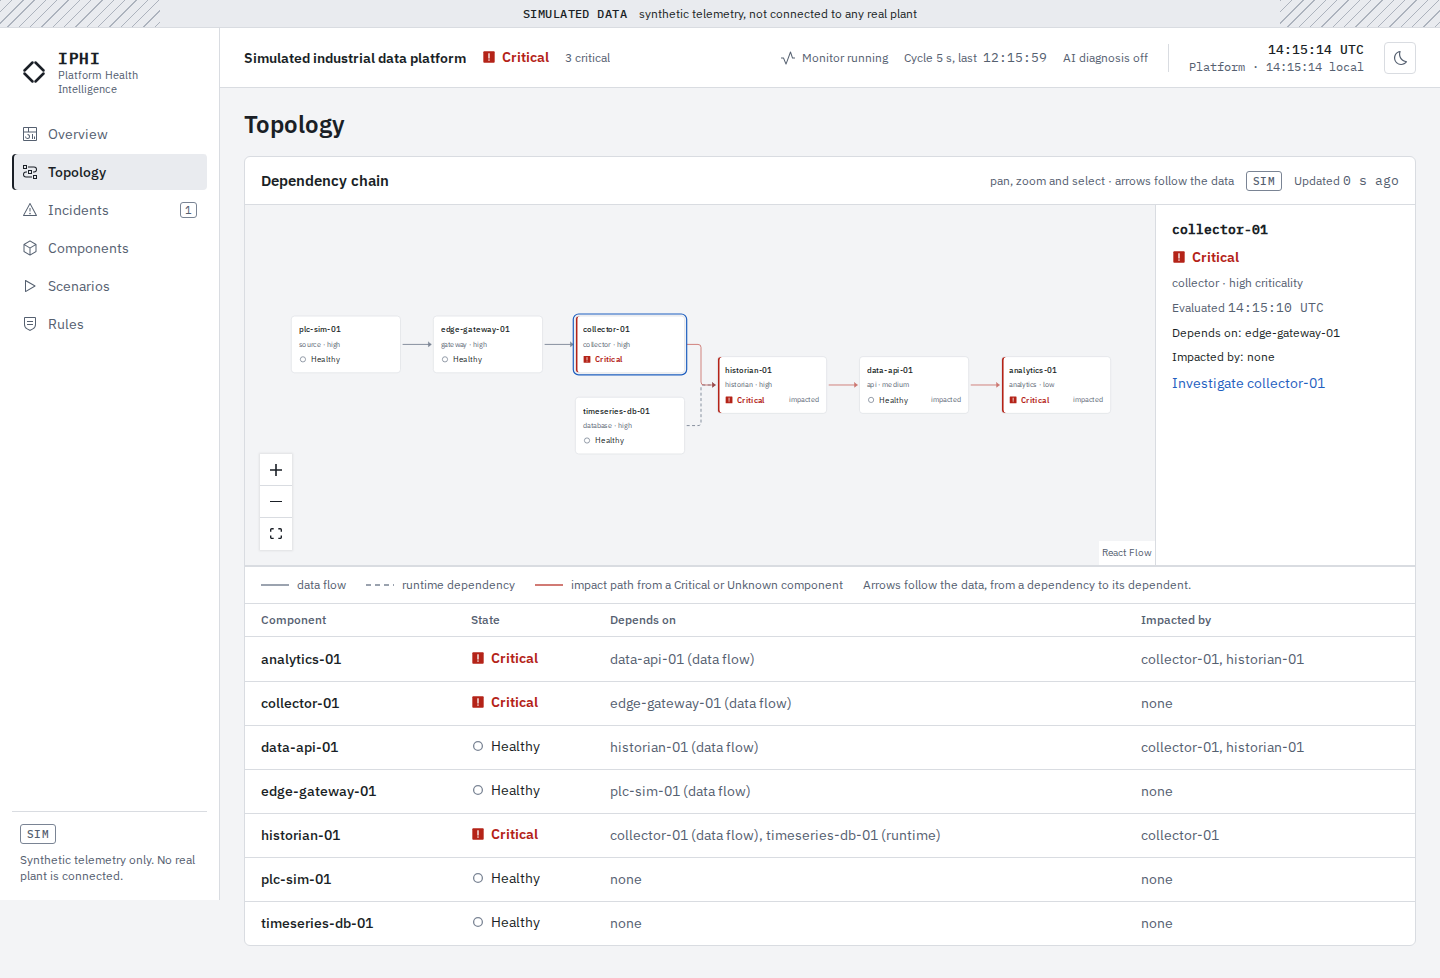 SIMULATED DATA synthetic telemetry, not connected to any real plant
IPHI
Platform Health
Intelligence
Overview
Topology
Incidents 1
Components
Scenarios
Rules
SIM
Synthetic telemetry only. No real
plant is connected.
Simulated industrial data platform Critical 3 critical Monitor running Cycle 5 s, last 12:15:59 AI diagnosis off
14:15:14 UTC
Platform · 14:15:14 local
Topology
Dependency chain pan, zoom and select · arrows follow the data SIM Updated 0 s ago
plc-sim-01
source · high
Healthy
edge-gateway-01
gateway · high
Healthy
collector-01
collector · high
Critical
timeseries-db-01
database · high
Healthy
historian-01
historian · high
Critical impacted
data-api-01
api · medium
Healthy impacted
analytics-01
analytics · low
Critical impacted
React Flow
collector-01
Critical
collector · high criticality
Evaluated 14:15:10 UTC
Depends on: edge-gateway-01
Impacted by: none
Investigate collector-01
data flow runtime dependency impact path from a Critical or Unknown component Arrows follow the data, from a dependency to its dependent.
Component State Depends on Impacted by
analytics-01 Critical data-api-01 (data flow) collector-01, historian-01
collector-01 Critical edge-gateway-01 (data flow) none
data-api-01 Healthy historian-01 (data flow) collector-01, historian-01
edge-gateway-01 Healthy plc-sim-01 (data flow) none
historian-01 Critical collector-01 (data flow), timeseries-db-01 (runtime) collector-01
plc-sim-01 Healthy none none
timeseries-db-01 Healthy none none